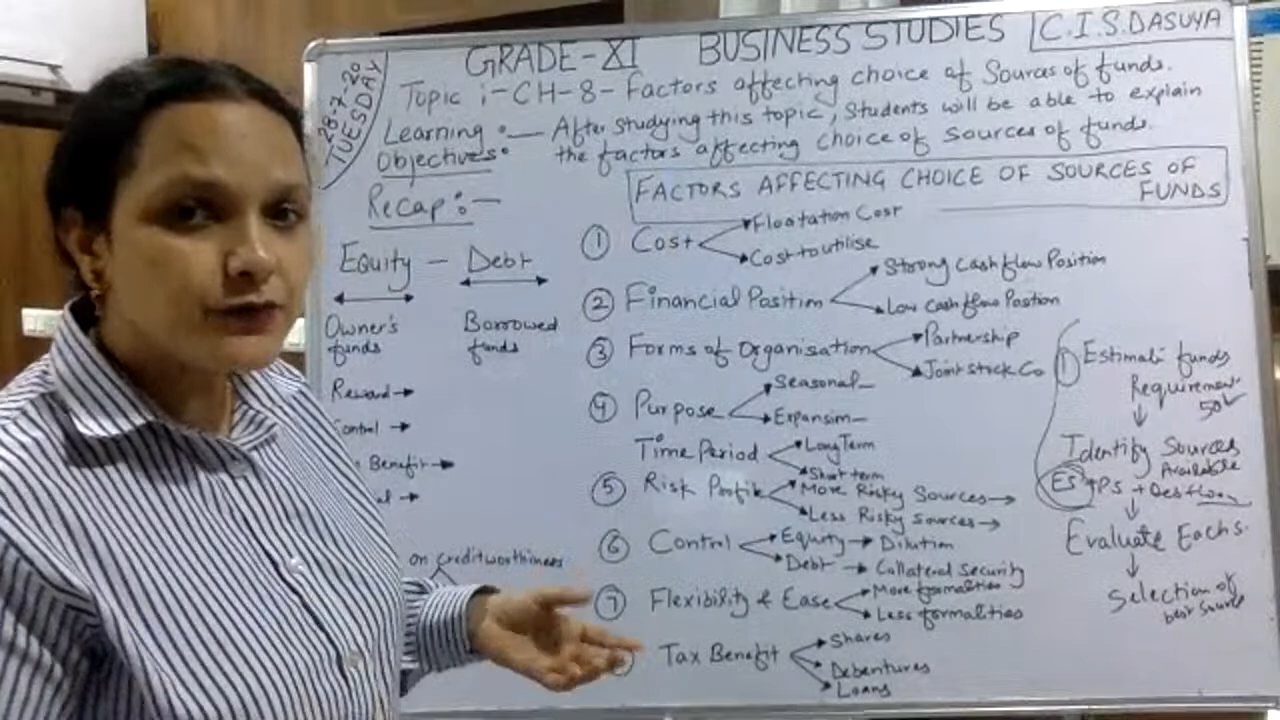 28-7-20
TUESDAY
GRADE-XI BUSINESS STUDIES C.I.S.DASUYA
Topic :- CH-8- Factors affecting choice of Sources of funds.
Learning Objectives :— After studying this topic, Students will be able to explain
the factors affecting choice of sources of funds.
Recap :-
Equity - Debt
Owner's funds
Borrowed funds
Reward →
Control →
Benefit →
on creditworthiness
FACTORS AFFECTING CHOICE OF SOURCES OF
FUNDS
① Cost
Floatation Cost
Cost to utilise
② Financial Position
Strong Cash flow Position
Low cash flow Position
③ Forms of Organisation
Partnership
Joint stock Co
④ Purpose
Seasonal
Expansim
Time Period
Long Term
Short term
⑤ Risk Profile
More Risky Sources →
Less Risky Sources →
⑥ Control
Equity → Dilution
Debt → Collateral Security
⑦ Flexibility & Ease
More formalities
Less formalities
Tax Benefit
Shares
Debentures
Loans
① Estimate funds
Requirement
↓
Identify Sources
Available
ES + PS +
↓
Evaluate Each S.
↓
Selection of
best source